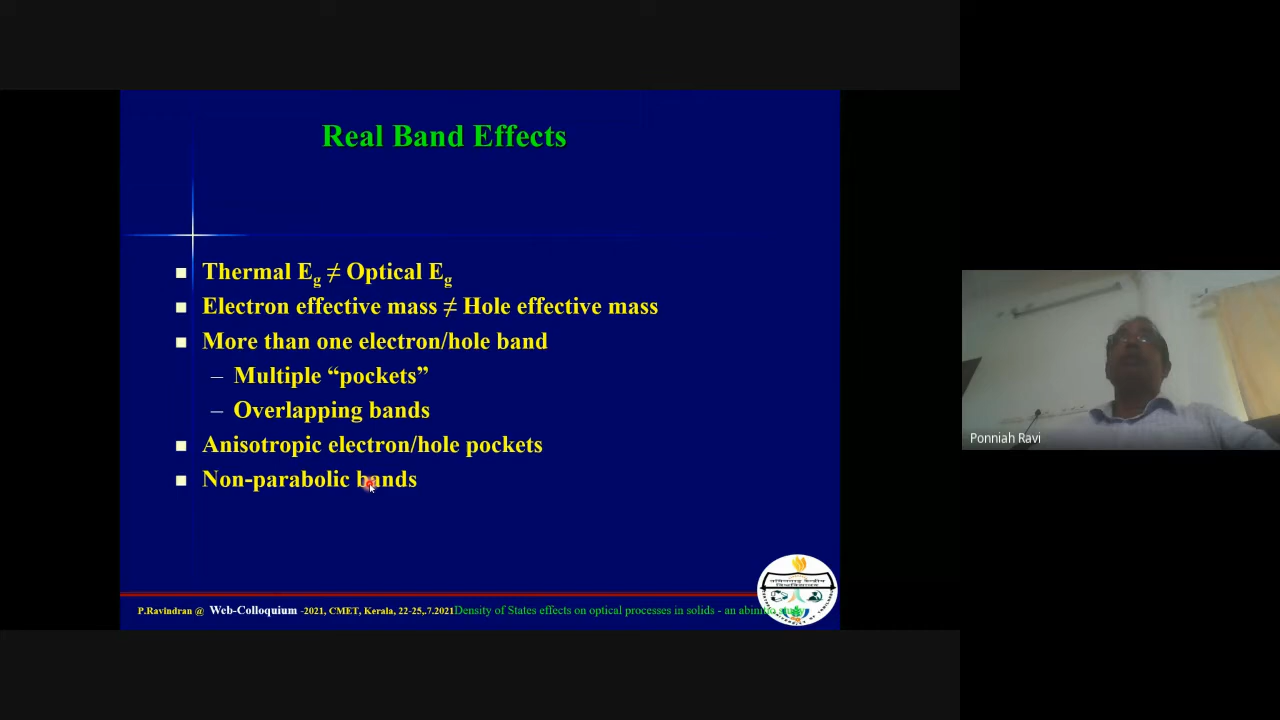 Real Band Effects
Thermal Eg ≠ Optical Eg
Electron effective mass ≠ Hole effective mass
More than one electron/hole band
– Multiple “pockets”
– Overlapping bands
Anisotropic electron/hole pockets
Non-parabolic bands
P.Ravindran @ Web-Colloquium -2021, CMET, Kerala, 22-25,.7.2021 Density of States effects on optical processes in solids - an
Ponniah Ravi